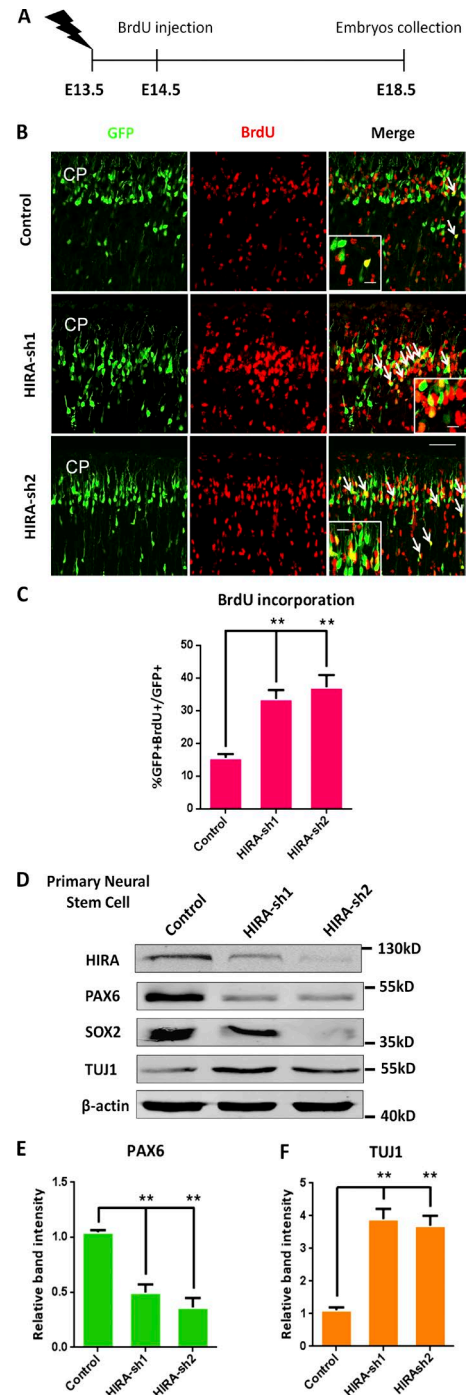 A
BrdU injection Embryos collection
E13.5 E14.5 E18.5
B
GFP BrdU Merge
Control
CP
HIRA-sh1
CP
HIRA-sh2
CP
C
BrdU incorporation
** **
%GFP+BrdU+/GFP+
50
40
30
20
10
0
Control HIRA-sh1 HIRA-sh2
D
Primary Neural
Stem Cell
Control HIRA-sh1 HIRA-sh2
HIRA 130kD
PAX6 55kD
SOX2 35kD
TUJ1 55kD
β-actin 40kD
E
PAX6
** **
Relative band intensity
1.5
1.0
0.5
0.0
Control HIRA-sh1 HIRA-sh2
F
TUJ1
** **
Relative band intensity
5
4
3
2
1
0
Control HIRA-sh1 HIRAsh2